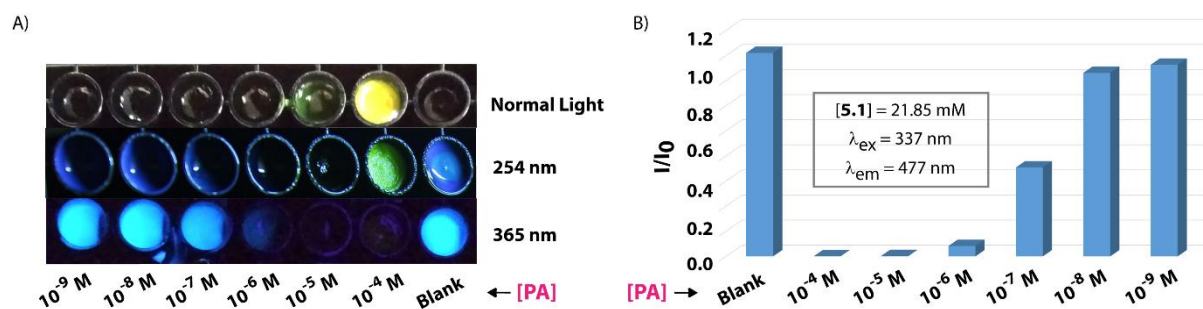 A)
Normal Light
254 nm
365 nm
10⁻⁹ M 10⁻⁸ M 10⁻⁷ M 10⁻⁶ M 10⁻⁵ M 10⁻⁴ M Blank ← [PA]
B)
1.2
1.0
0.8
0.6
0.4
0.2
0.0
I/I₀
[5.1] = 21.85 mM
λex = 337 nm
λem = 477 nm
[PA] → Blank 10⁻⁴ M 10⁻⁵ M 10⁻⁶ M 10⁻⁷ M 10⁻⁸ M 10⁻⁹ M